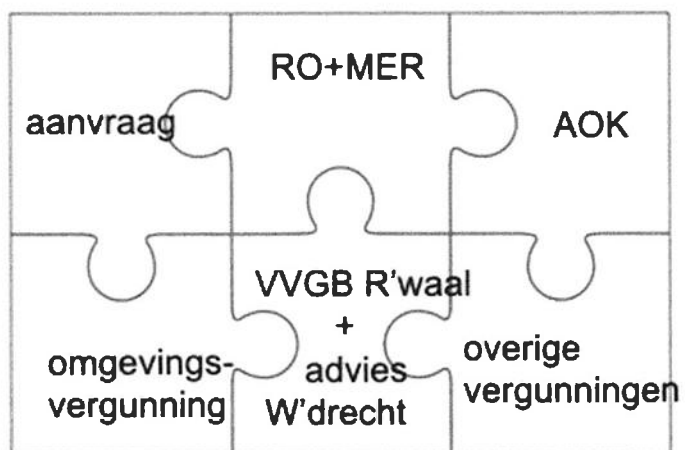 aanvraag
RO+MER
AOK
omgevings-
vergunning
VVGB R'waal
+
advies
W'drecht
overige
vergunningen